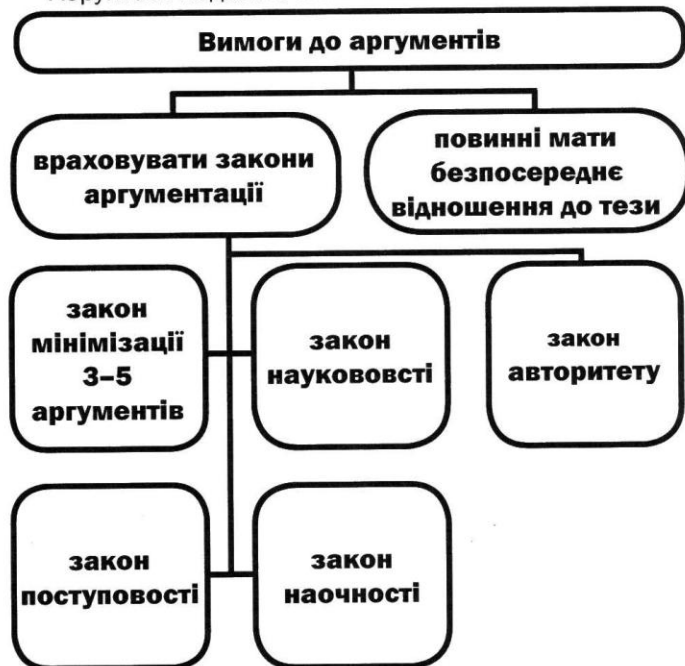 Вимоги до аргументів
враховувати закони
аргументації
повинні мати
безпосереднє
відношення до тези
закон
мінімізації
3–5
аргументів
закон
наукововсті
закон
авторитету
закон
поступовості
закон
наочності